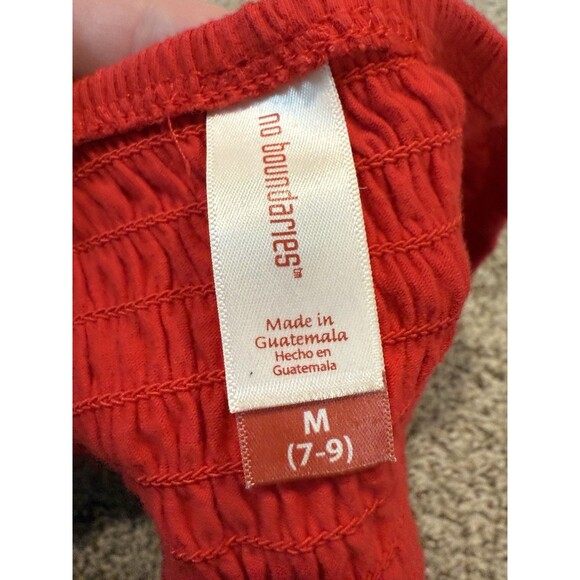 no boundaries™
Made in
Guatemala
Hecho en
Guatemala
M
(7-9)